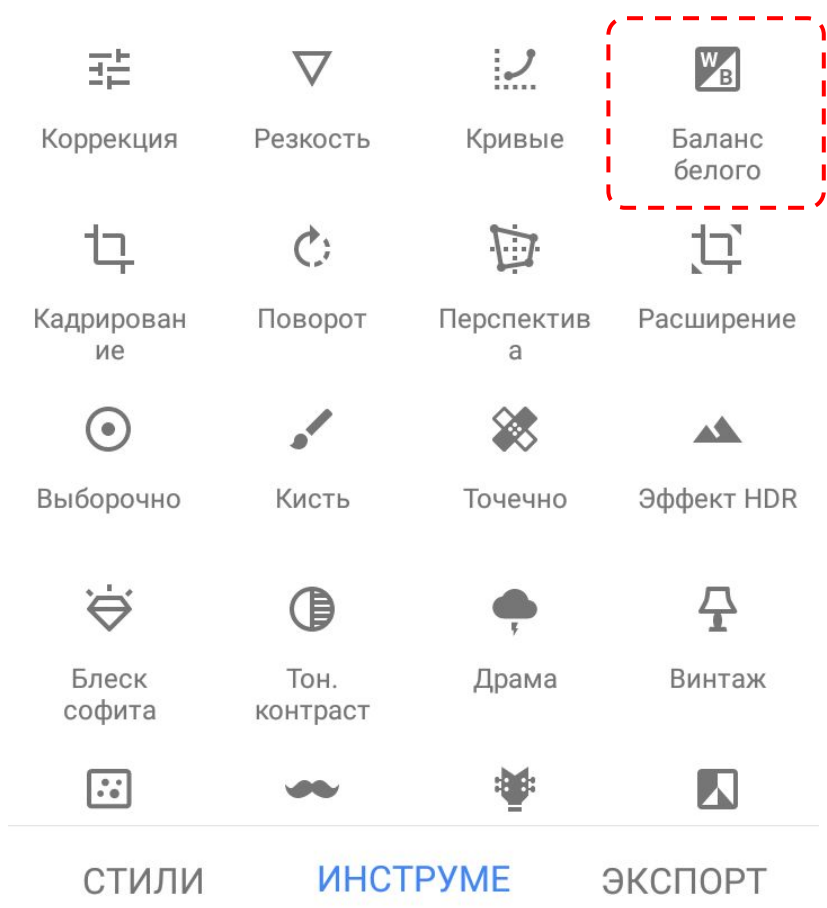 W
B
Коррекция
Резкость
Кривые
Баланс
белого
Кадрирован
ие
Поворот
Перспектив
а
Расширение
Выборочно
Кисть
Точечно
Эффект HDR
Блеск
софита
Тон.
контраст
Драма
Винтаж
СТИЛИ
ИНСТРУМЕ
ЭКСПОРТ